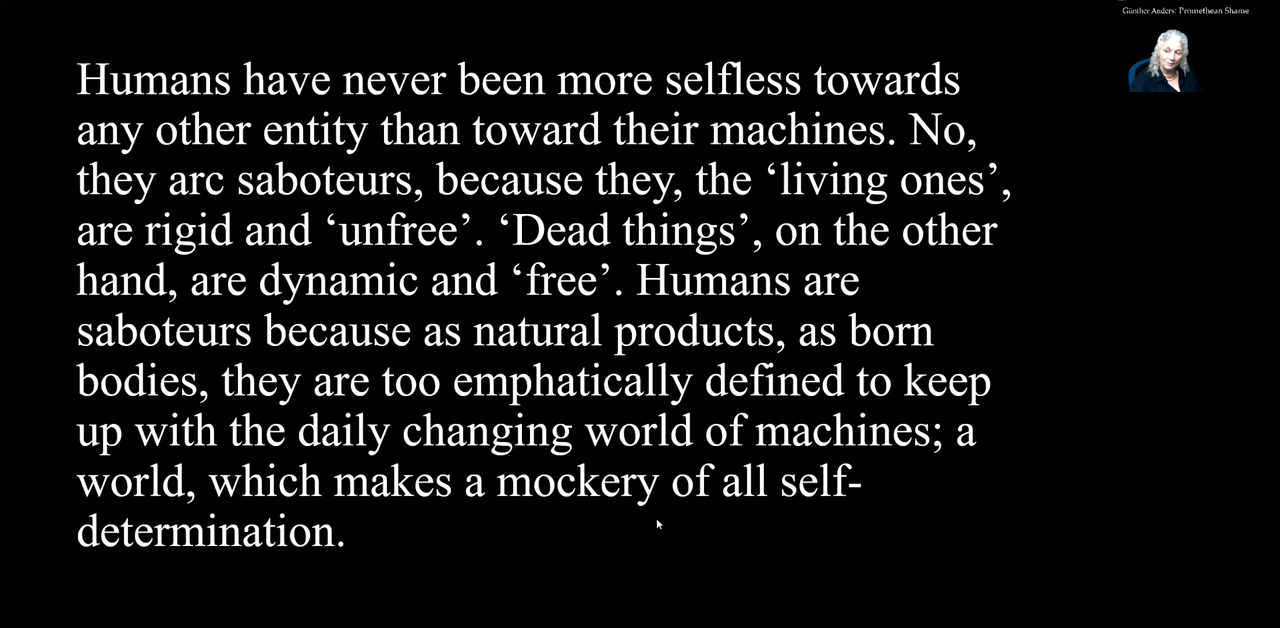 Günther Anders: Promethean Shame
Humans have never been more selfless towards
any other entity than toward their machines. No,
they arc saboteurs, because they, the ‘living ones’,
are rigid and ‘unfree’. ‘Dead things’, on the other
hand, are dynamic and ‘free’. Humans are
saboteurs because as natural products, as born
bodies, they are too emphatically defined to keep
up with the daily changing world of machines; a
world, which makes a mockery of all self-
determination.